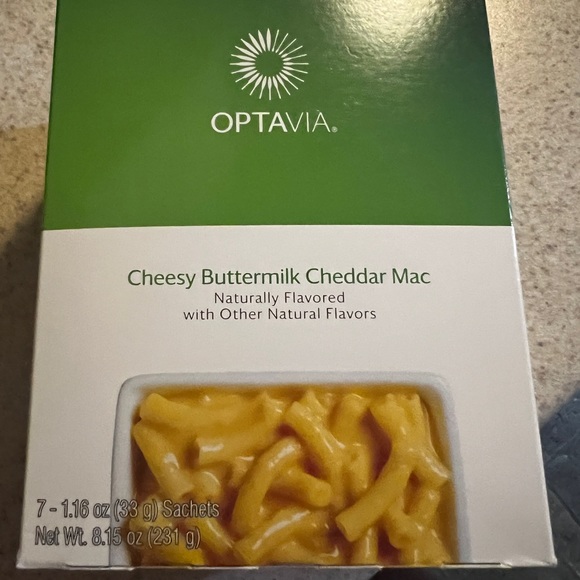 OPTAVIA®
Cheesy Buttermilk Cheddar Mac
Naturally Flavored
with Other Natural Flavors
7 - 1.16 oz (33 g) Sachets
Net Wt. 8.15 oz (231 g)